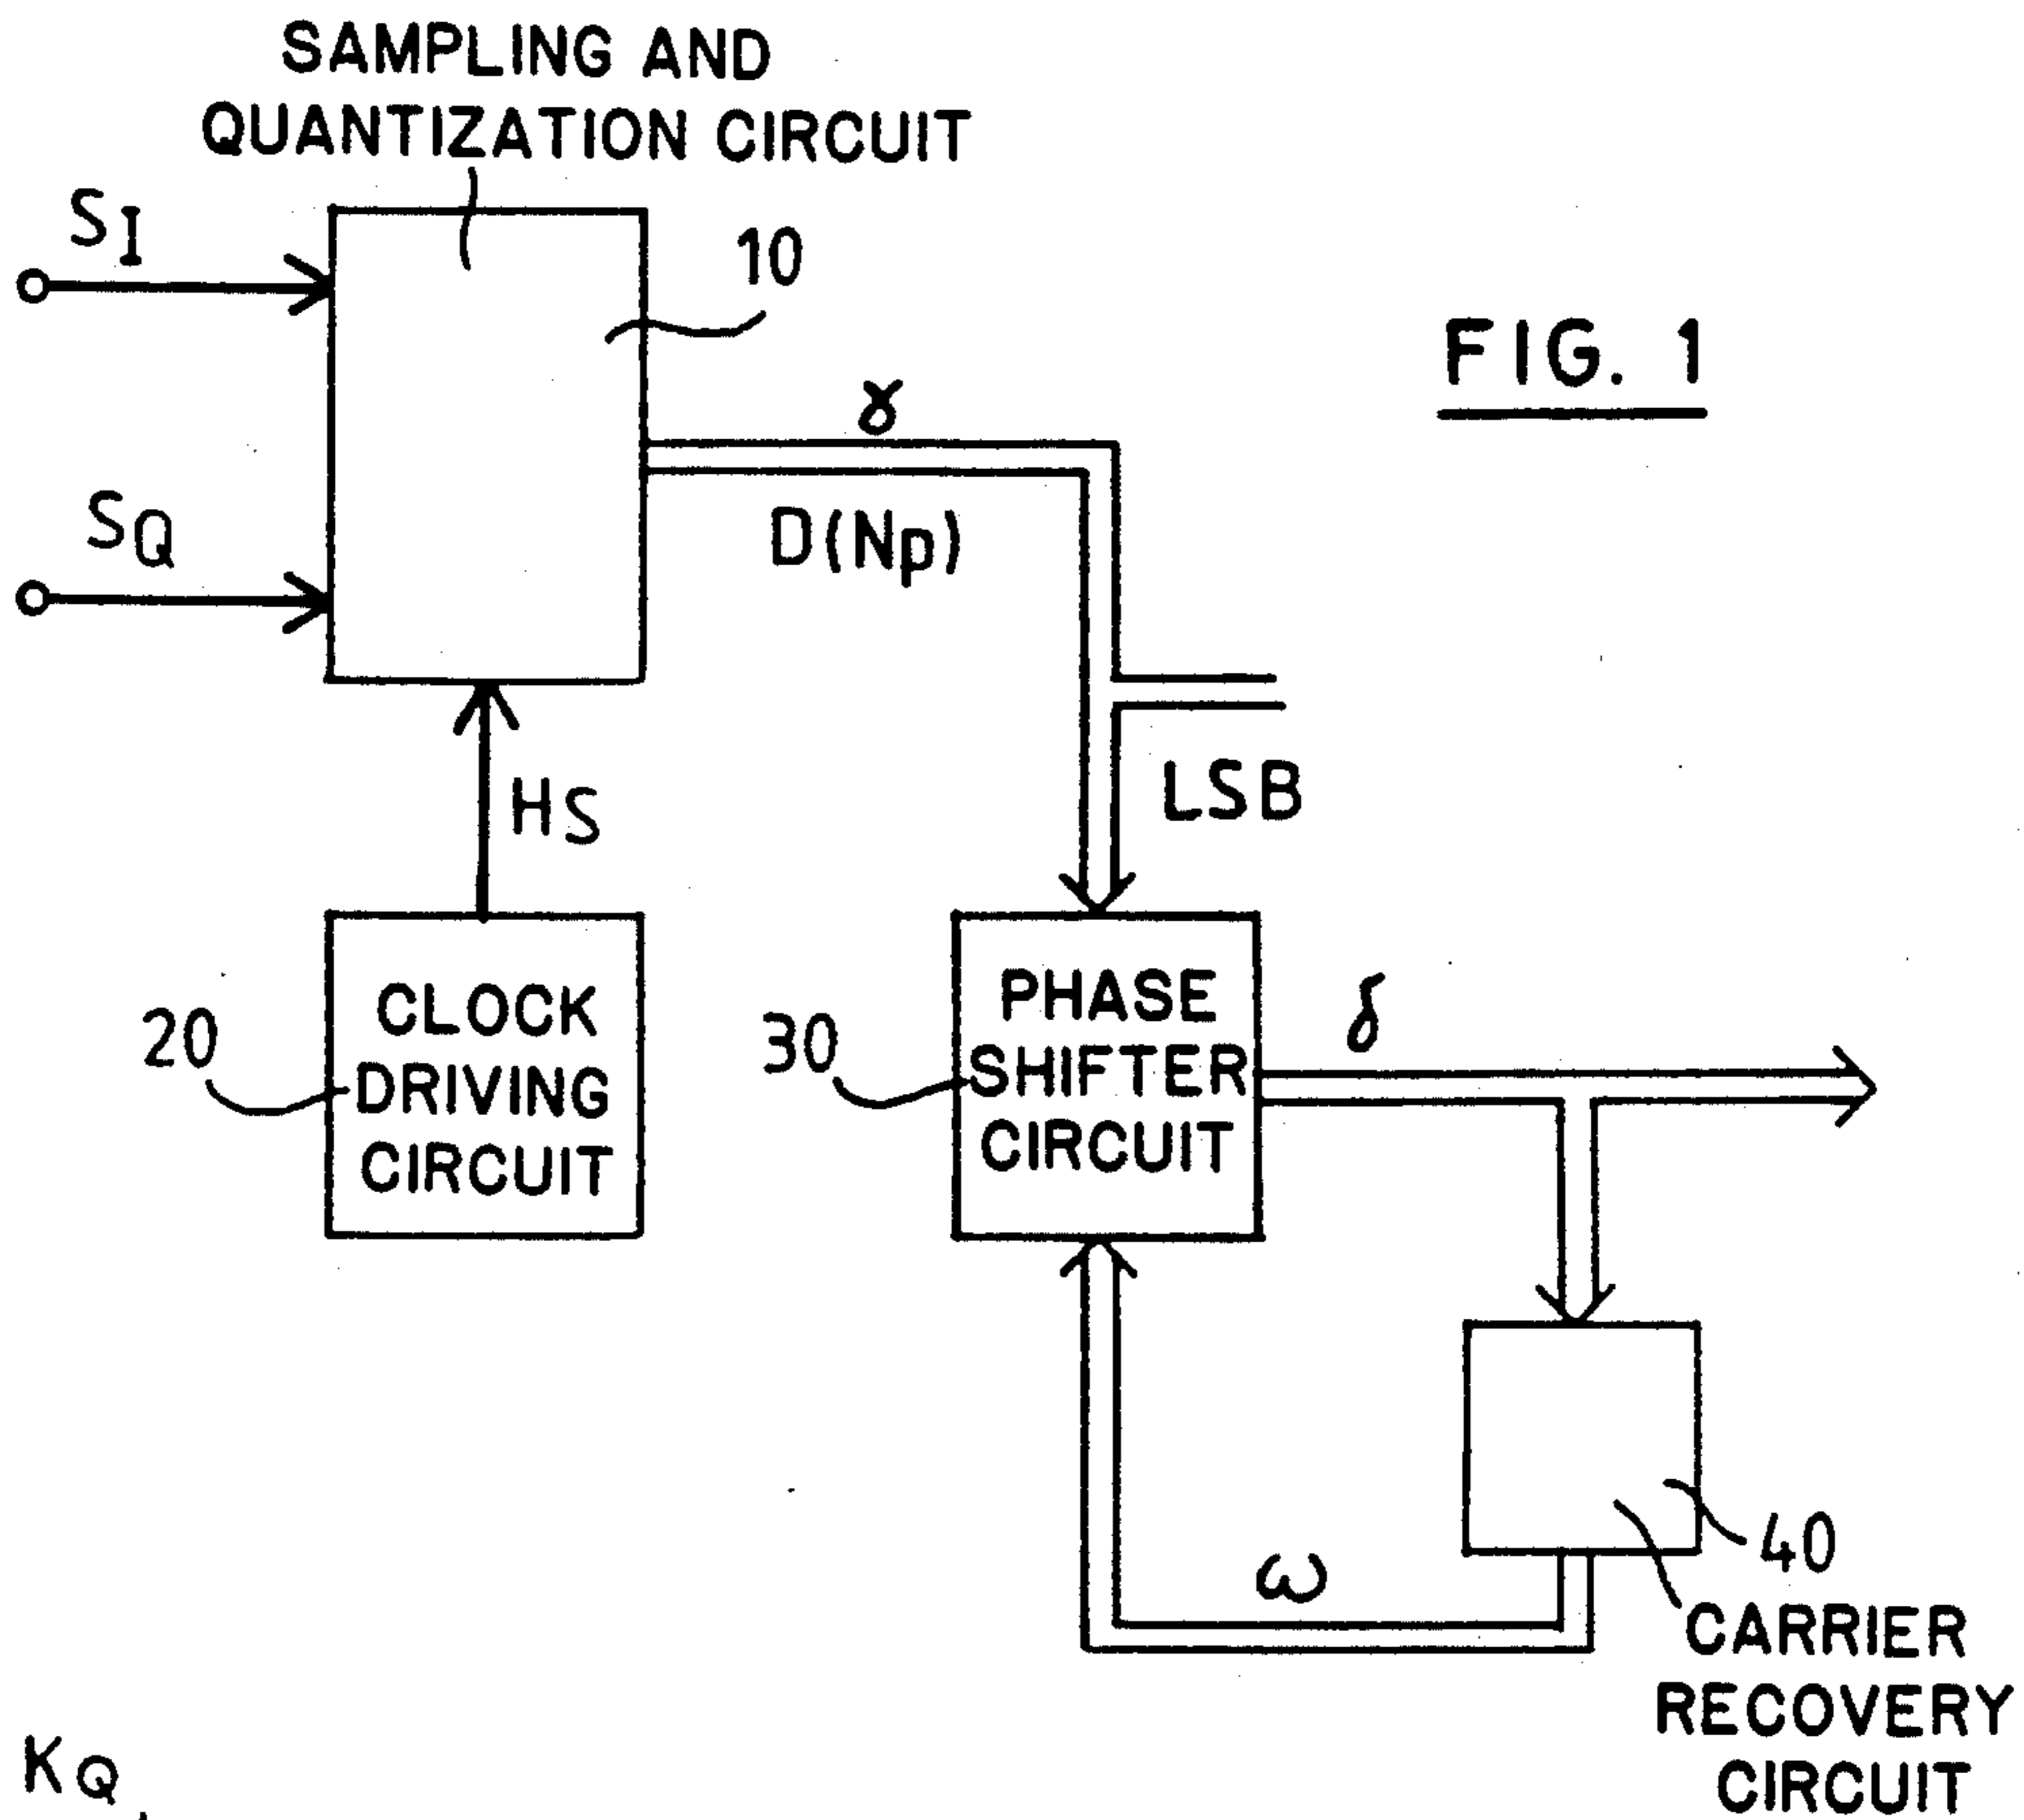 SAMPLING AND
QUANTIZATION CIRCUIT
SI
10
FIG. 1
γ
SQ
D(Np)
LSB
HS
CLOCK
DRIVING
CIRCUIT
20
PHASE
SHIFTER
CIRCUIT
30
δ
40
ω
CARRIER
RECOVERY
CIRCUIT
KQ